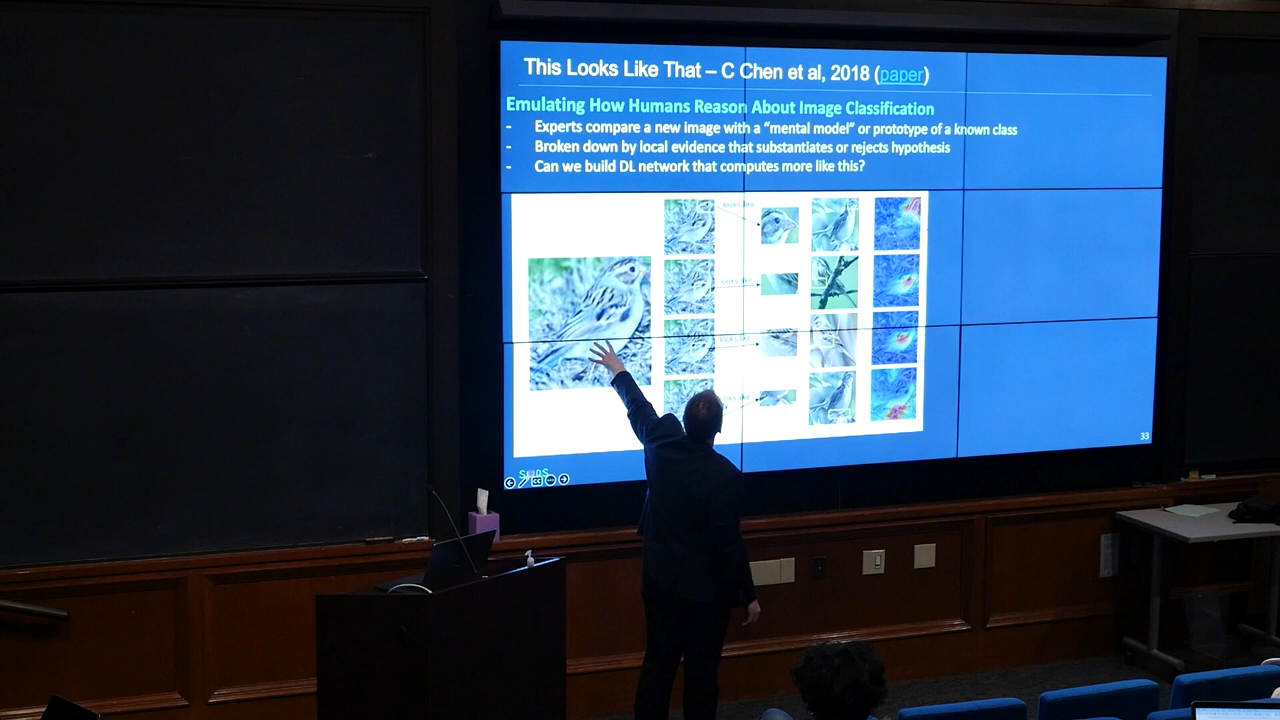 This Looks Like That – C Chen et al, 2018 (paper)
Emulating How Humans Reason About Image Classification
- Experts compare a new image with a “mental model” or prototype of a known class
- Broken down by local evidence that substantiates or rejects hypothesis
- Can we build DL network that computes more like this?
looks like
looks like
looks like
looks like
33